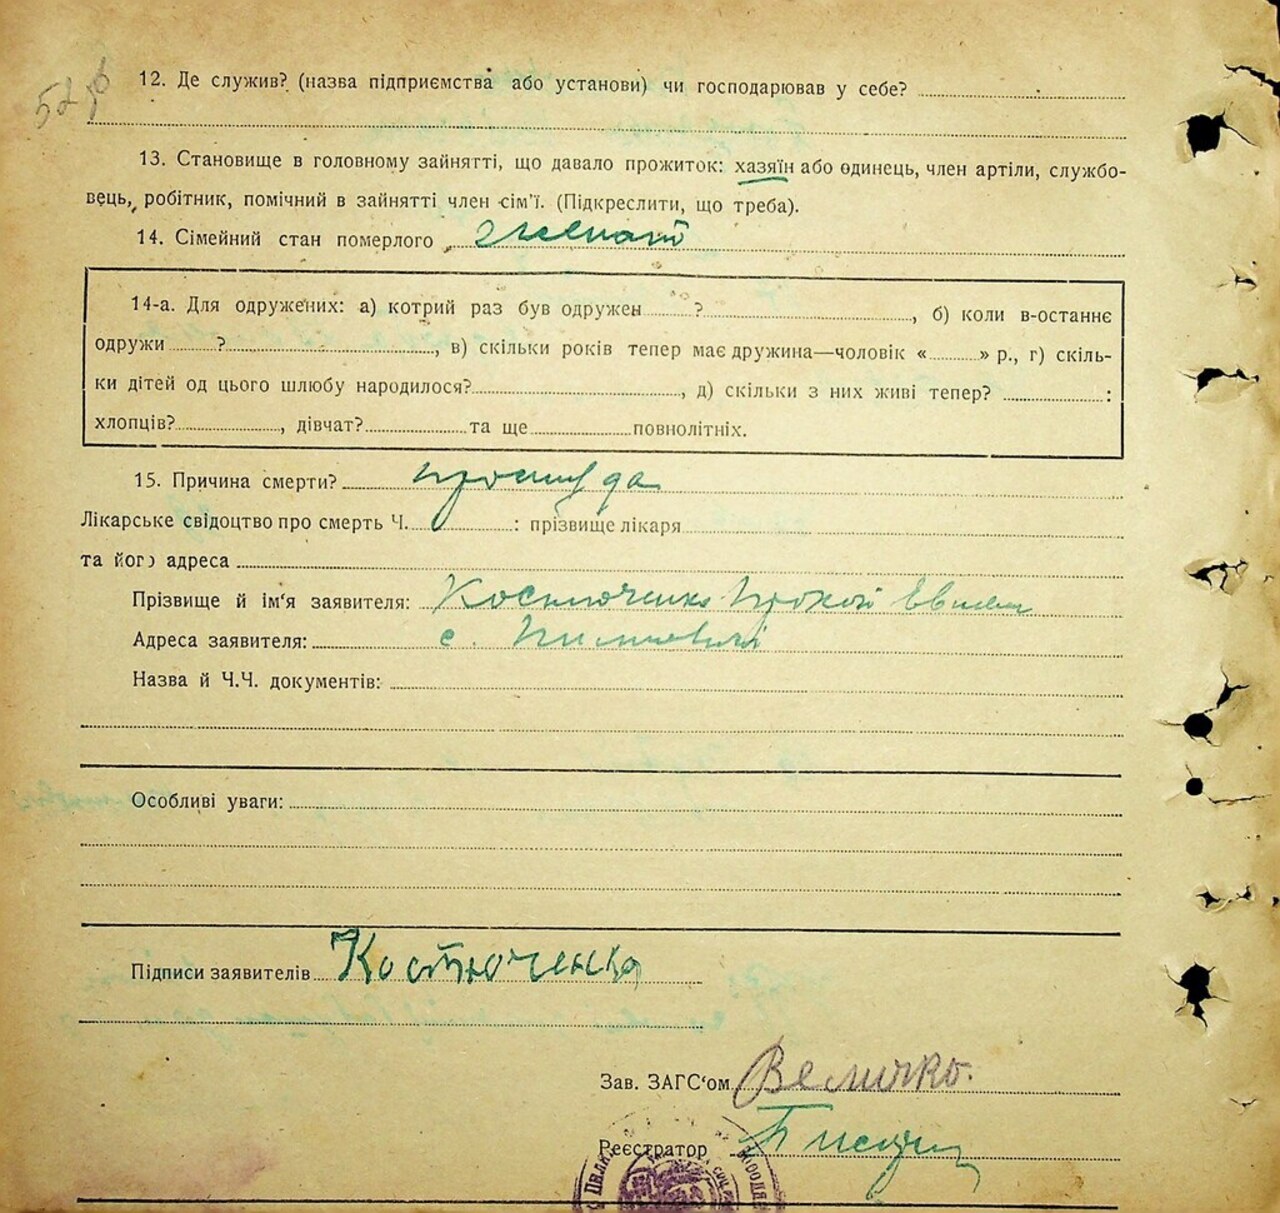 12. Де служив? (назва підприємства або установи) чи господарював у себе?
13. Становище в головному зайнятті, що давало прожиток: хазяїн або одинець, член артіли, службо-
вець, робітник, помічний в зайнятті член сім'ї. (Підкреслити, що треба).
14. Сімейний стан померлого
14-а. Для одружених: а) котрий раз був одружен ? , б) коли в-останнє
одружи ? , в) скільки років тепер має дружина—чоловік « » р., г) скіль-
ки дітей од цього шлюбу народилося? , д) скільки з них живі тепер? :
хлопців? , дівчат? та ще повнолітніх.
15. Причина смерти? простуда
Лікарське свідоцтво про смерть Ч. : прізвище лікаря
та його адреса
Прізвище й ім'я заявителя: Костюченко
Адреса заявителя: с.
Назва й Ч.Ч. документів:
Особливі уваги:
Підписи заявителів Костюченко
Зав. ЗАГС'ом Величко.
Реєстратор